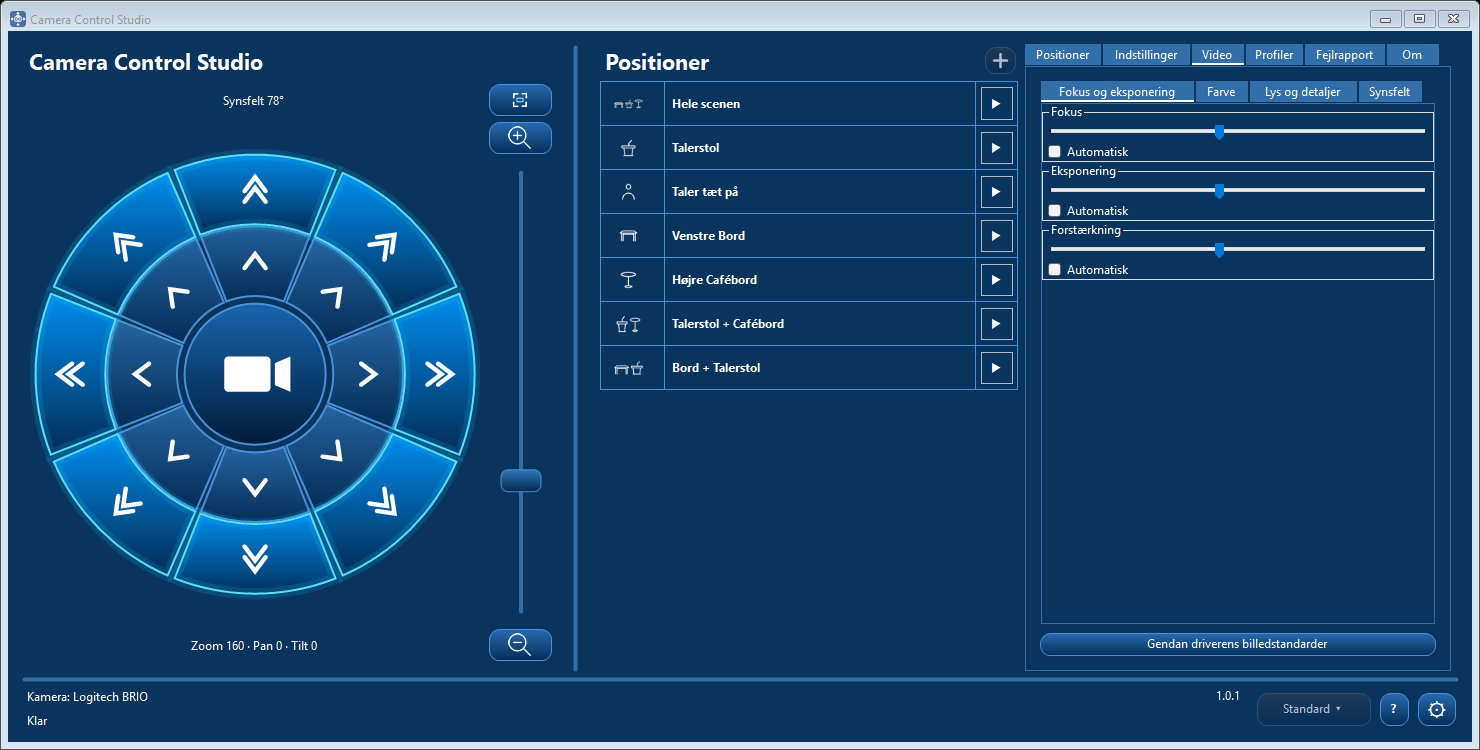 Camera Control Studio
Camera Control Studio
Synsfelt 78°
Zoom 160 · Pan 0 · Tilt 0
Positioner
Hele scenen
Talerstol
Taler tæt på
Venstre Bord
Højre Cafébord
Talerstol + Cafébord
Bord + Talerstol
Positioner Indstillinger Video Profiler Fejlrapport Om
Fokus og eksponering Farve Lys og detaljer Synsfelt
Fokus
Automatisk
Eksponering
Automatisk
Forstærkning
Automatisk
Gendan driverens billedstandarder
Kamera: Logitech BRIO
Klar
1.0.1
Standard
?